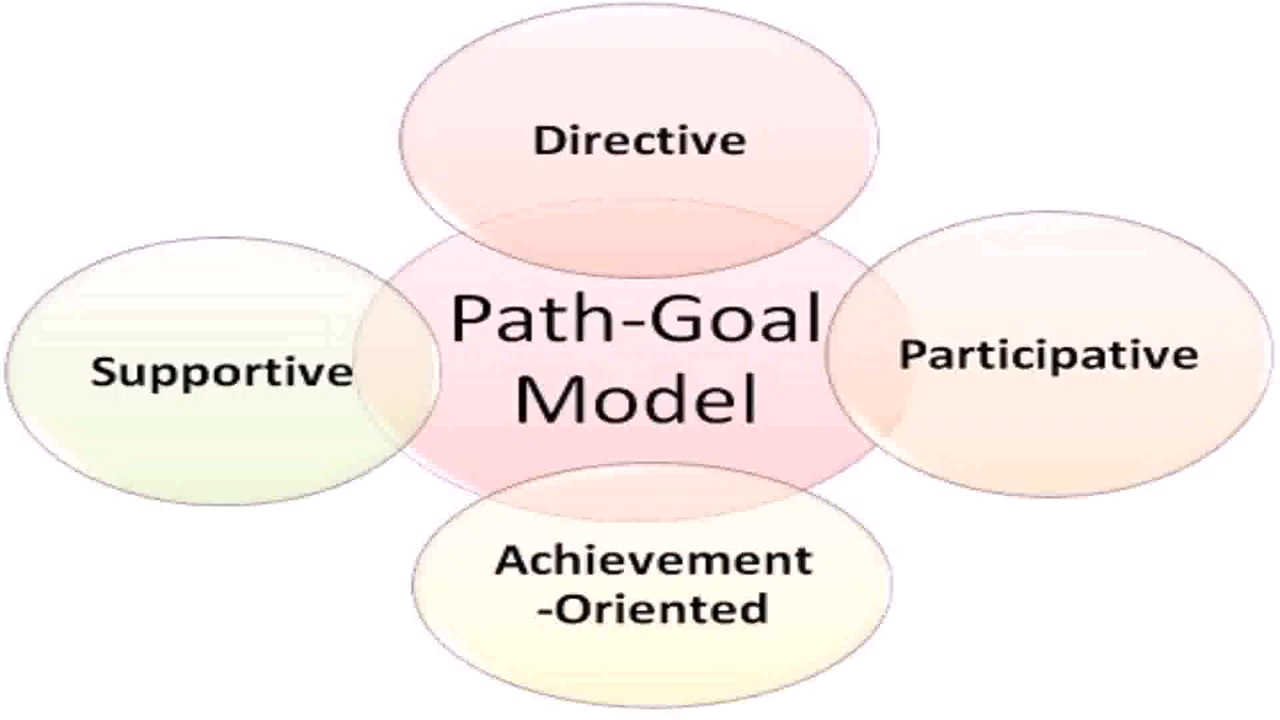 Directive
Path-Goal
Model
Supportive
Participative
Achievement
-Oriented